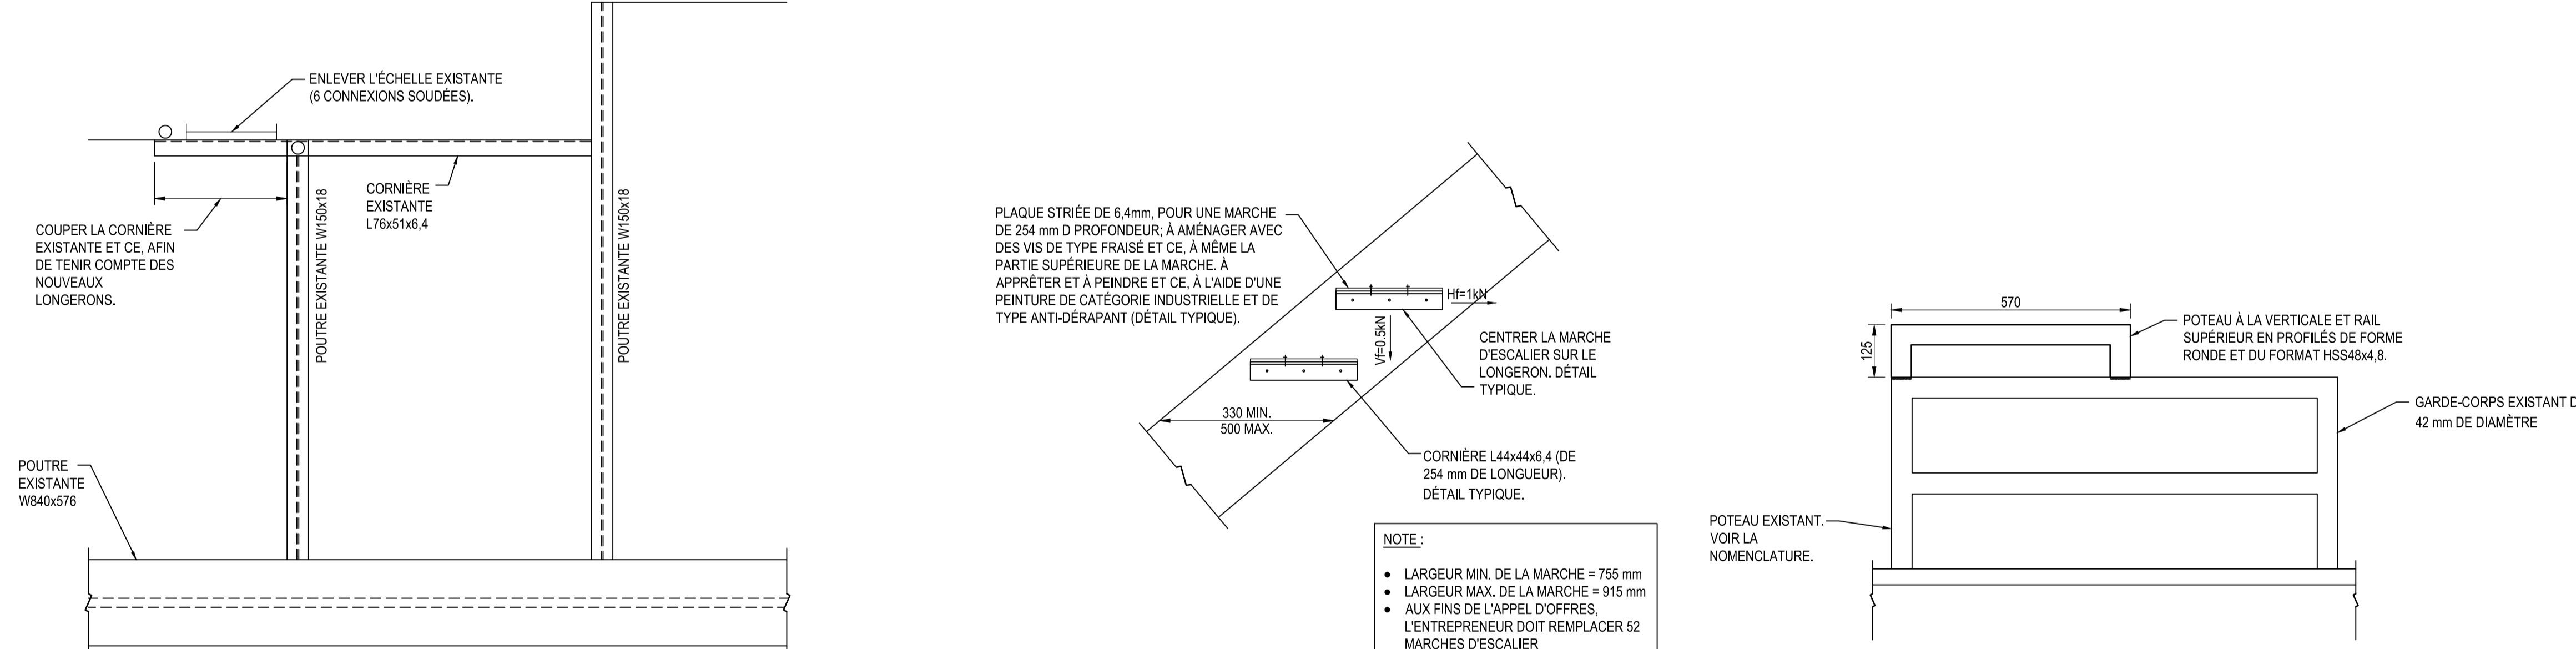 ENLEVER L'ÉCHELLE EXISTANTE
(6 CONNEXIONS SOUDÉES).
CORNIÈRE
EXISTANTE
L76x51x6,4
COUPER LA CORNIÈRE
EXISTANTE ET CE, AFIN
DE TENIR COMPTE DES
NOUVEAUX
LONGERONS.
POUTRE EXISTANTE W150x18
POUTRE EXISTANTE W150x18
POUTRE
EXISTANTE
W840x576
PLAQUE STRIÉE DE 6,4mm, POUR UNE MARCHE
DE 254 mm D PROFONDEUR; À AMÉNAGER AVEC
DES VIS DE TYPE FRAISÉ ET CE, À MÊME LA
PARTIE SUPÉRIEURE DE LA MARCHE. À
APPRÊTER ET À PEINDRE ET CE, À L'AIDE D'UNE
PEINTURE DE CATÉGORIE INDUSTRIELLE ET DE
TYPE ANTI-DÉRAPANT (DÉTAIL TYPIQUE).
Hf=1kN
Vf=0.5kN
CENTRER LA MARCHE
D'ESCALIER SUR LE
LONGERON. DÉTAIL
TYPIQUE.
330 MIN.
500 MAX.
CORNIÈRE L44x44x6,4 (DE
254 mm DE LONGUEUR).
DÉTAIL TYPIQUE.
NOTE :
● LARGEUR MIN. DE LA MARCHE = 755 mm
● LARGEUR MAX. DE LA MARCHE = 915 mm
● AUX FINS DE L'APPEL D'OFFRES,
L'ENTREPRENEUR DOIT REMPLACER 52
MARCHES D'ESCALIER
570
125
POTEAU À LA VERTICALE ET RAIL
SUPÉRIEUR EN PROFILÉS DE FORME
RONDE ET DU FORMAT HSS48x4,8.
GARDE-CORPS EXISTANT D
42 mm DE DIAMÈTRE
POTEAU EXISTANT.
VOIR LA
NOMENCLATURE.